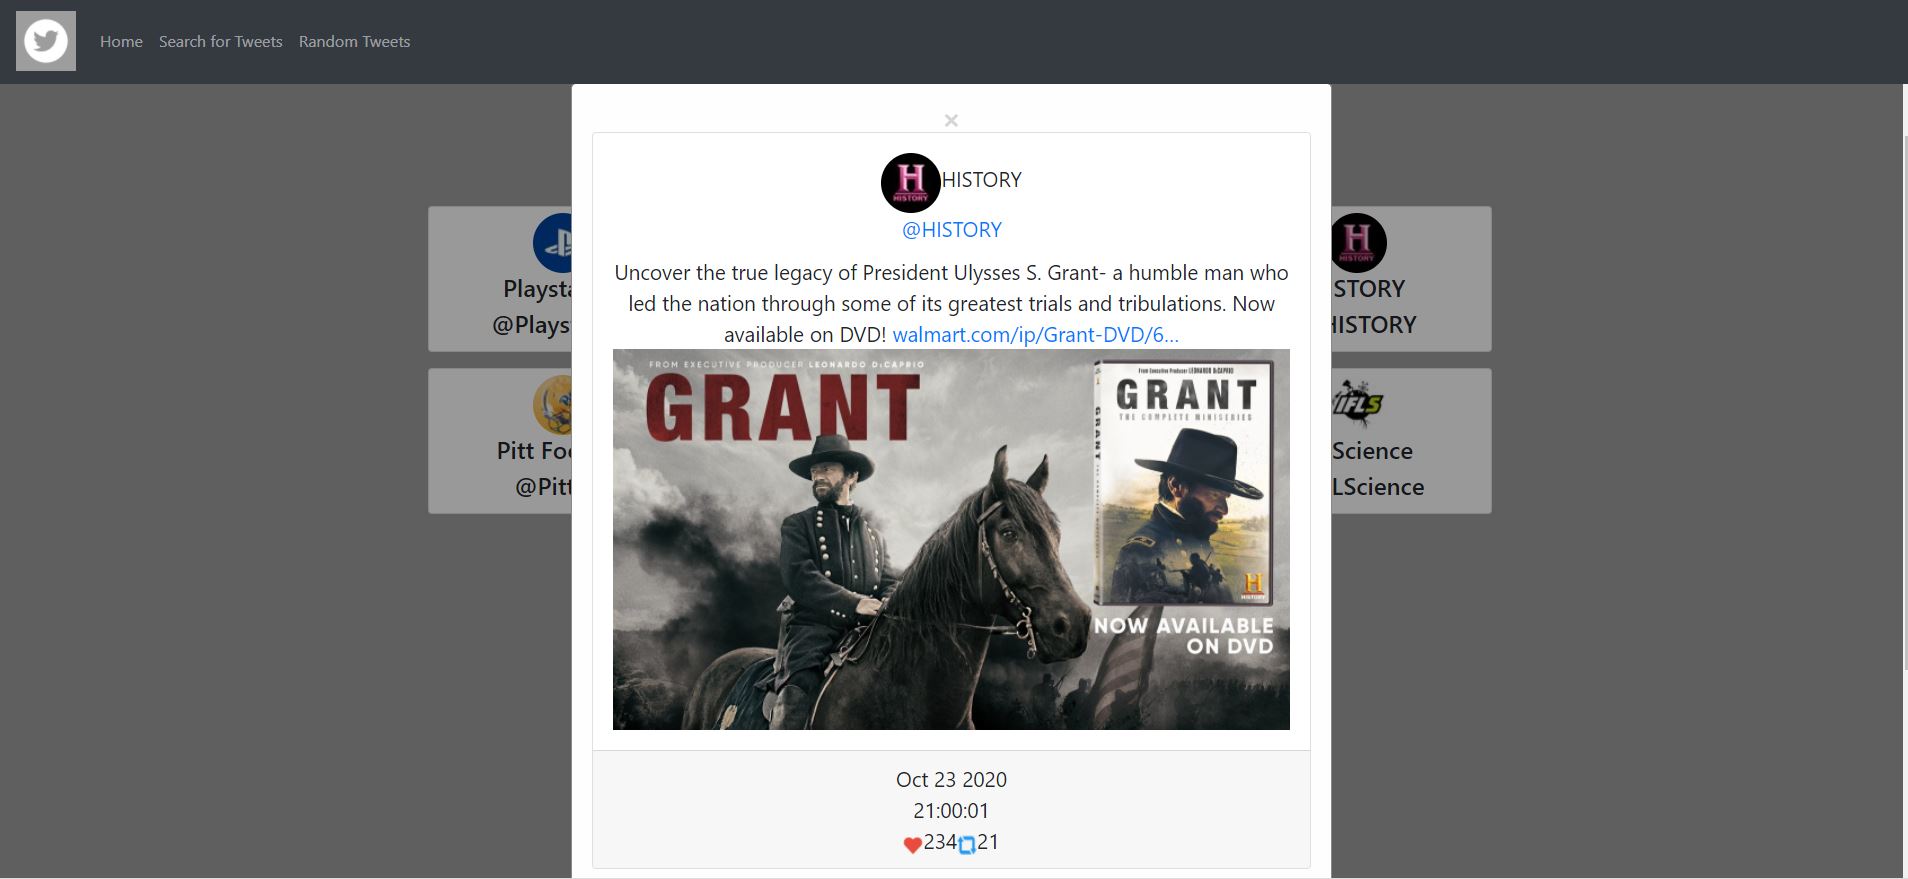 Home Search for Tweets Random Tweets
×
HISTORY
HISTORY
@HISTORY
Uncover the true legacy of President Ulysses S. Grant- a humble man who
led the nation through some of its greatest trials and tribulations. Now
available on DVD! walmart.com/ip/Grant-DVD/6...
FROM EXECUTIVE PRODUCER LEONARDO DiCAPRIO
GRANT
From Executive Producer LEONARDO DiCAPRIO
GRANT
THE COMPLETE MINISERIES
GRANT
H
HISTORY
NOW AVAILABLE
ON DVD
Oct 23 2020
21:00:01
234 21
Playsta
@Plays
Pitt Foo
@Pitt
HISTORY
STORY
HISTORY
IFLS
Science
LScience